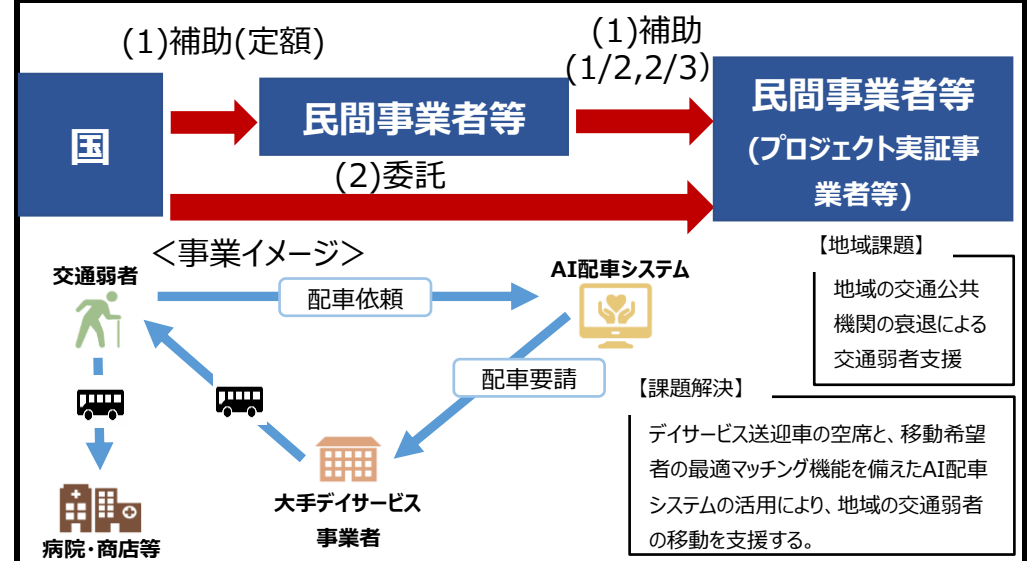 (1)補助(定額)
(1)補助
(1/2,2/3)
国
民間事業者等
民間事業者等
(プロジェクト実証事
業者等)
(2)委託
＜事業イメージ＞
交通弱者
配車依頼
AI配車システム
【地域課題】
地域の交通公共
機関の衰退による
交通弱者支援
配車要請
【課題解決】
デイサービス送迎車の空席と、移動希望
者の最適マッチング機能を備えたAI配車
システムの活用により、地域の交通弱者
の移動を支援する。
大手デイサービス
事業者
病院・商店等